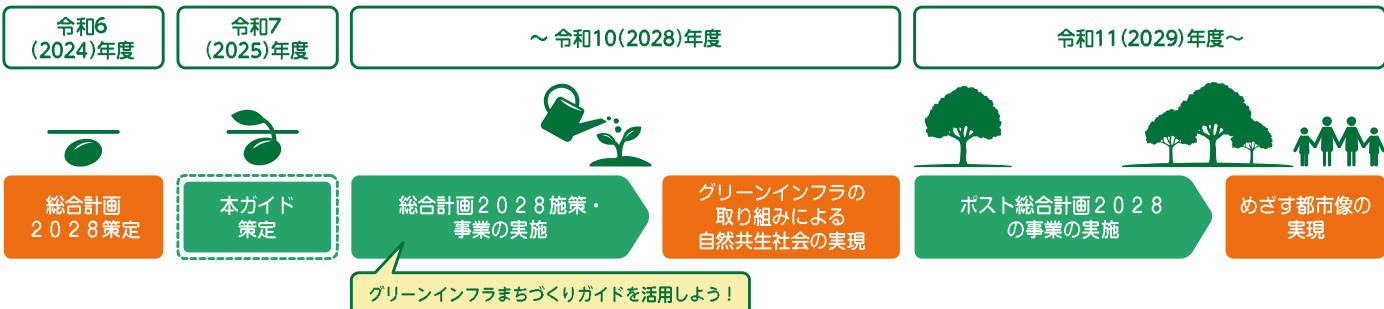 令和6
(2024)年度
令和7
(2025)年度
～ 令和10(2028)年度
令和11(2029)年度～
総合計画
２０２８策定
本ガイド
策定
総合計画２０２８施策・
事業の実施
グリーンインフラの
取り組みによる
自然共生社会の実現
ポスト総合計画２０２８
の事業の実施
めざす都市像の
実現
グリーンインフラまちづくりガイドを活用しよう！